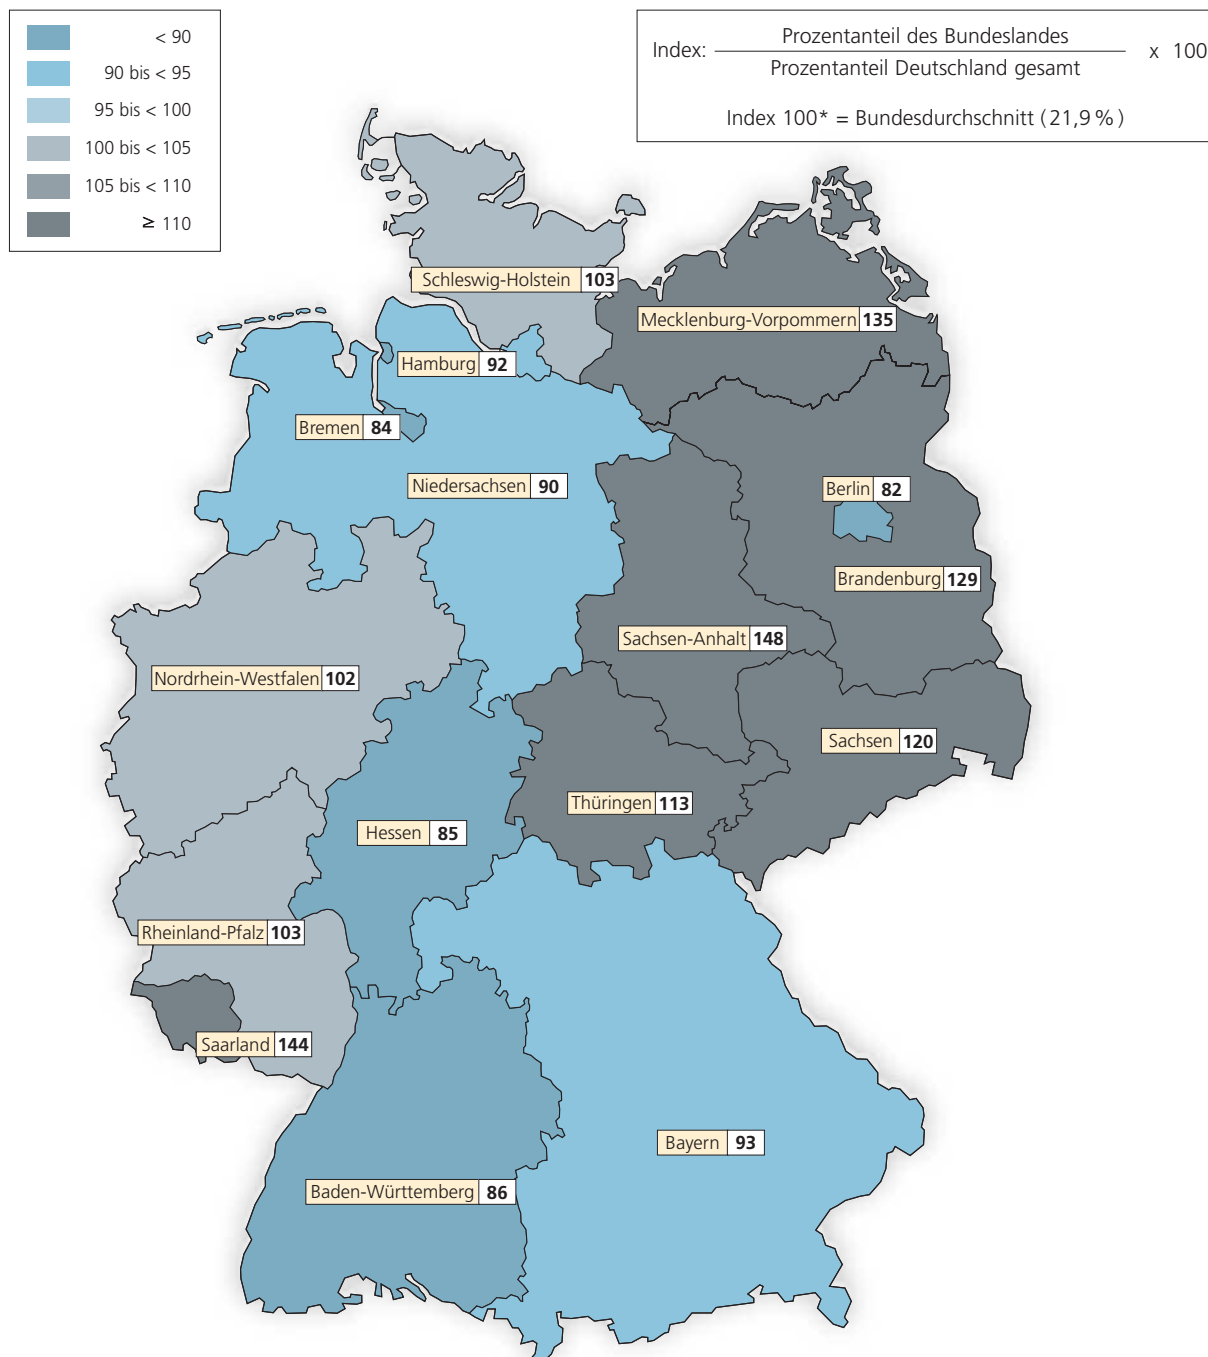 < 90
90 bis < 95
95 bis < 100
100 bis < 105
105 bis < 110
≥ 110
Prozentanteil des Bundeslandes
Index: x 100
Prozentanteil Deutschland gesamt
Index 100* = Bundesdurchschnitt (21,9 %)
Schleswig-Holstein 103
Mecklenburg-Vorpommern 135
Hamburg 92
Bremen 84
Niedersachsen 90
Berlin 82
Brandenburg 129
Sachsen-Anhalt 148
Nordrhein-Westfalen 102
Sachsen 120
Thüringen 113
Hessen 85
Rheinland-Pfalz 103
Saarland 144
Bayern 93
Baden-Württemberg 86